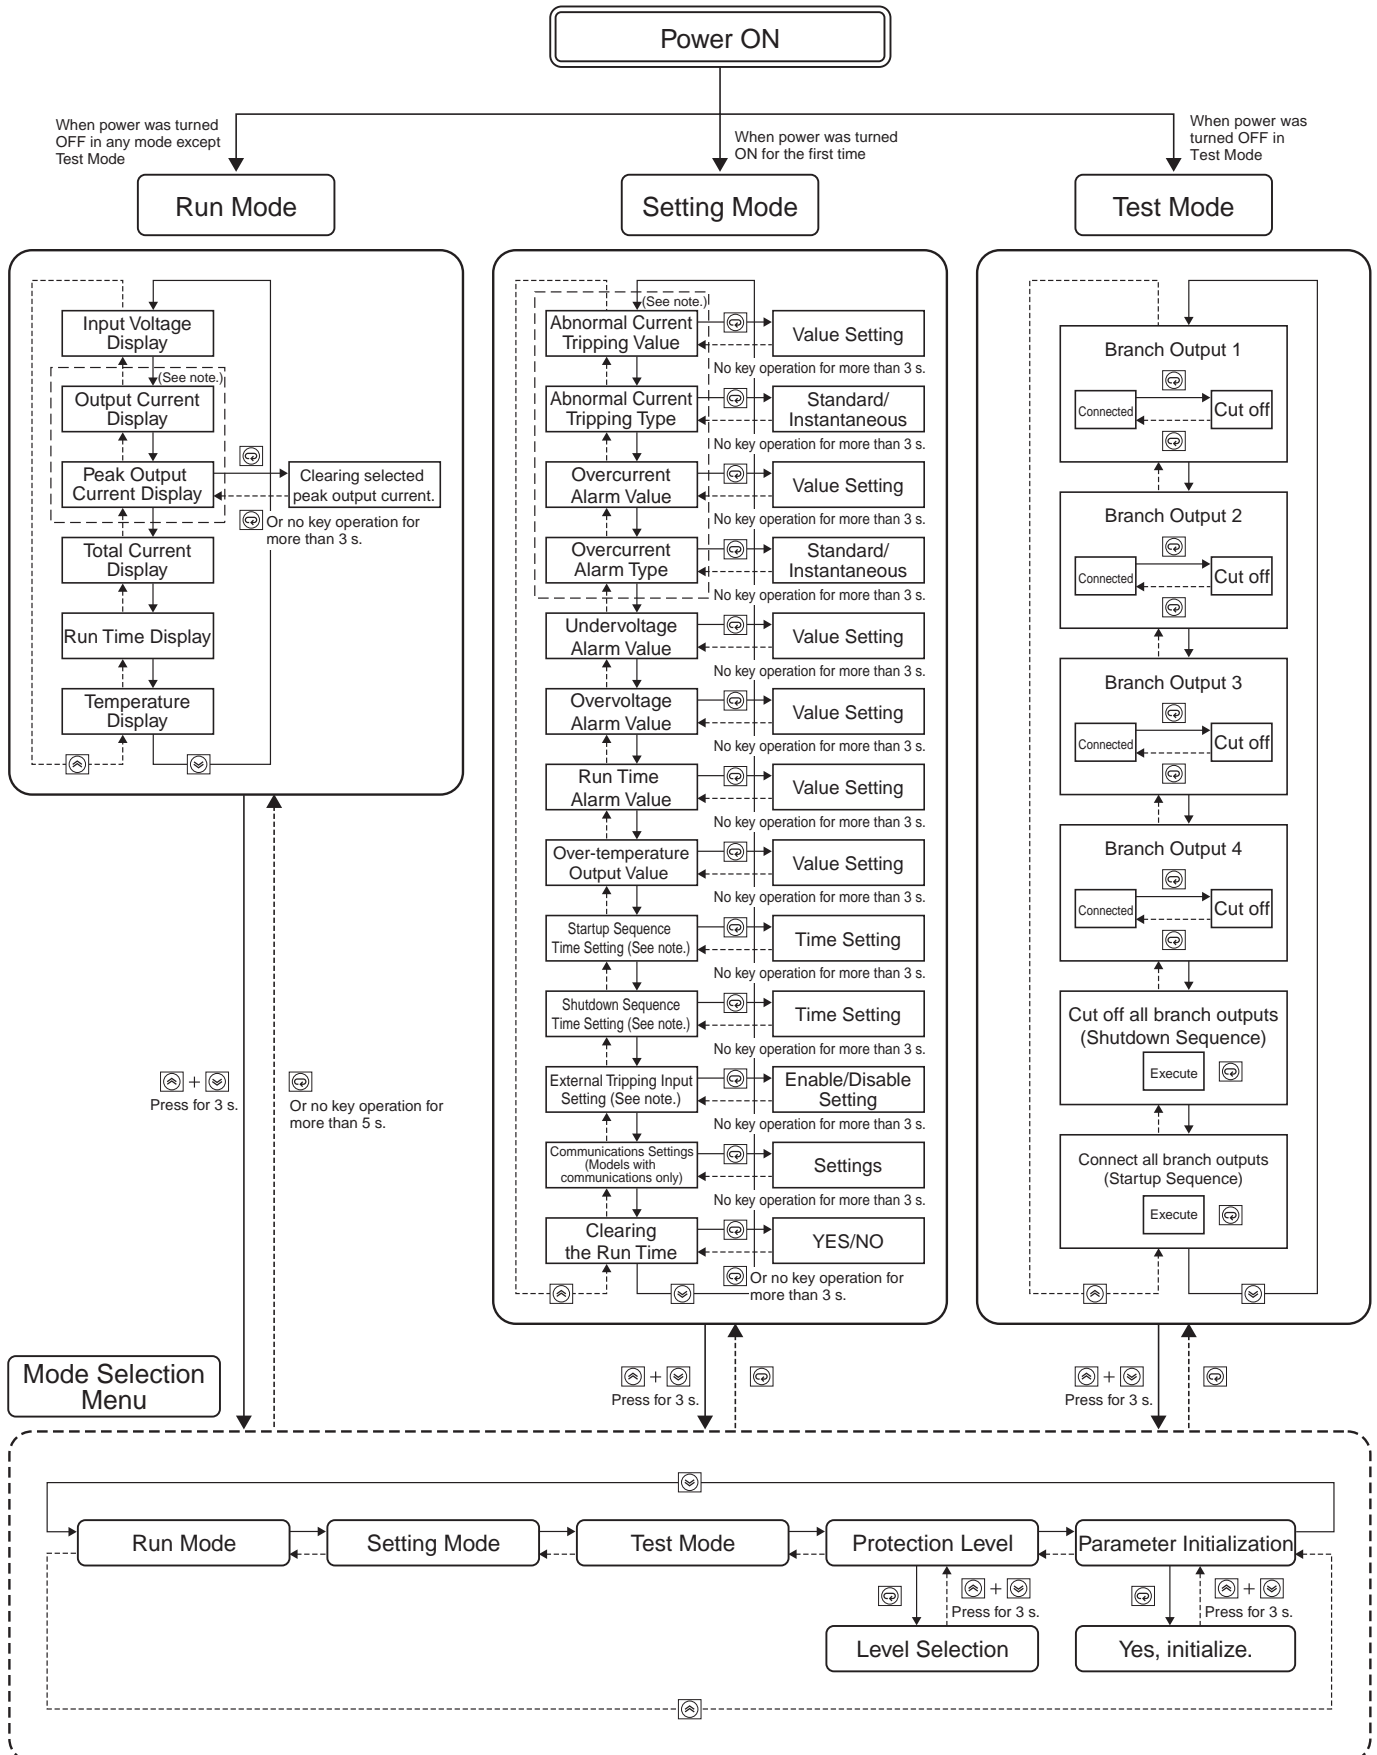 Power ON
When power was turned
OFF in any mode except
Test Mode
When power was turned
ON for the first time
When power was
turned OFF in
Test Mode
Run Mode
Setting Mode
Test Mode
Input Voltage
Display
(See note.)
Output Current
Display
Peak Output
Current Display
Clearing selected
peak output current.
Or no key operation for
more than 3 s.
Total Current
Display
Run Time Display
Temperature
Display
(See note.)
Abnormal Current
Tripping Value
Value Setting
No key operation for more than 3 s.
Abnormal Current
Tripping Type
Standard/
Instantaneous
No key operation for more than 3 s.
Overcurrent
Alarm Value
Value Setting
No key operation for more than 3 s.
Overcurrent
Alarm Type
Standard/
Instantaneous
No key operation for more than 3 s.
Undervoltage
Alarm Value
Value Setting
No key operation for more than 3 s.
Overvoltage
Alarm Value
Value Setting
No key operation for more than 3 s.
Run Time
Alarm Value
Value Setting
No key operation for more than 3 s.
Over-temperature
Output Value
Value Setting
No key operation for more than 3 s.
Startup Sequence
Time Setting (See note.)
Time Setting
No key operation for more than 3 s.
Shutdown Sequence
Time Setting (See note.)
Time Setting
No key operation for more than 3 s.
External Tripping Input
Setting (See note.)
Enable/Disable
Setting
No key operation for more than 3 s.
Communications Settings
(Models with
communications only)
Settings
No key operation for more than 3 s.
Clearing
the Run Time
YES/NO
Or no key operation for
more than 3 s.
Branch Output 1
Connected
Cut off
Branch Output 2
Connected
Cut off
Branch Output 3
Connected
Cut off
Branch Output 4
Connected
Cut off
Cut off all branch outputs
(Shutdown Sequence)
Execute
Connect all branch outputs
(Startup Sequence)
Execute
+
Press for 3 s.
Or no key operation for
more than 5 s.
+
Press for 3 s.
+
Press for 3 s.
Mode Selection
Menu
Run Mode
Setting Mode
Test Mode
Protection Level
Parameter Initialization
+
Press for 3 s.
+
Press for 3 s.
Level Selection
Yes, initialize.